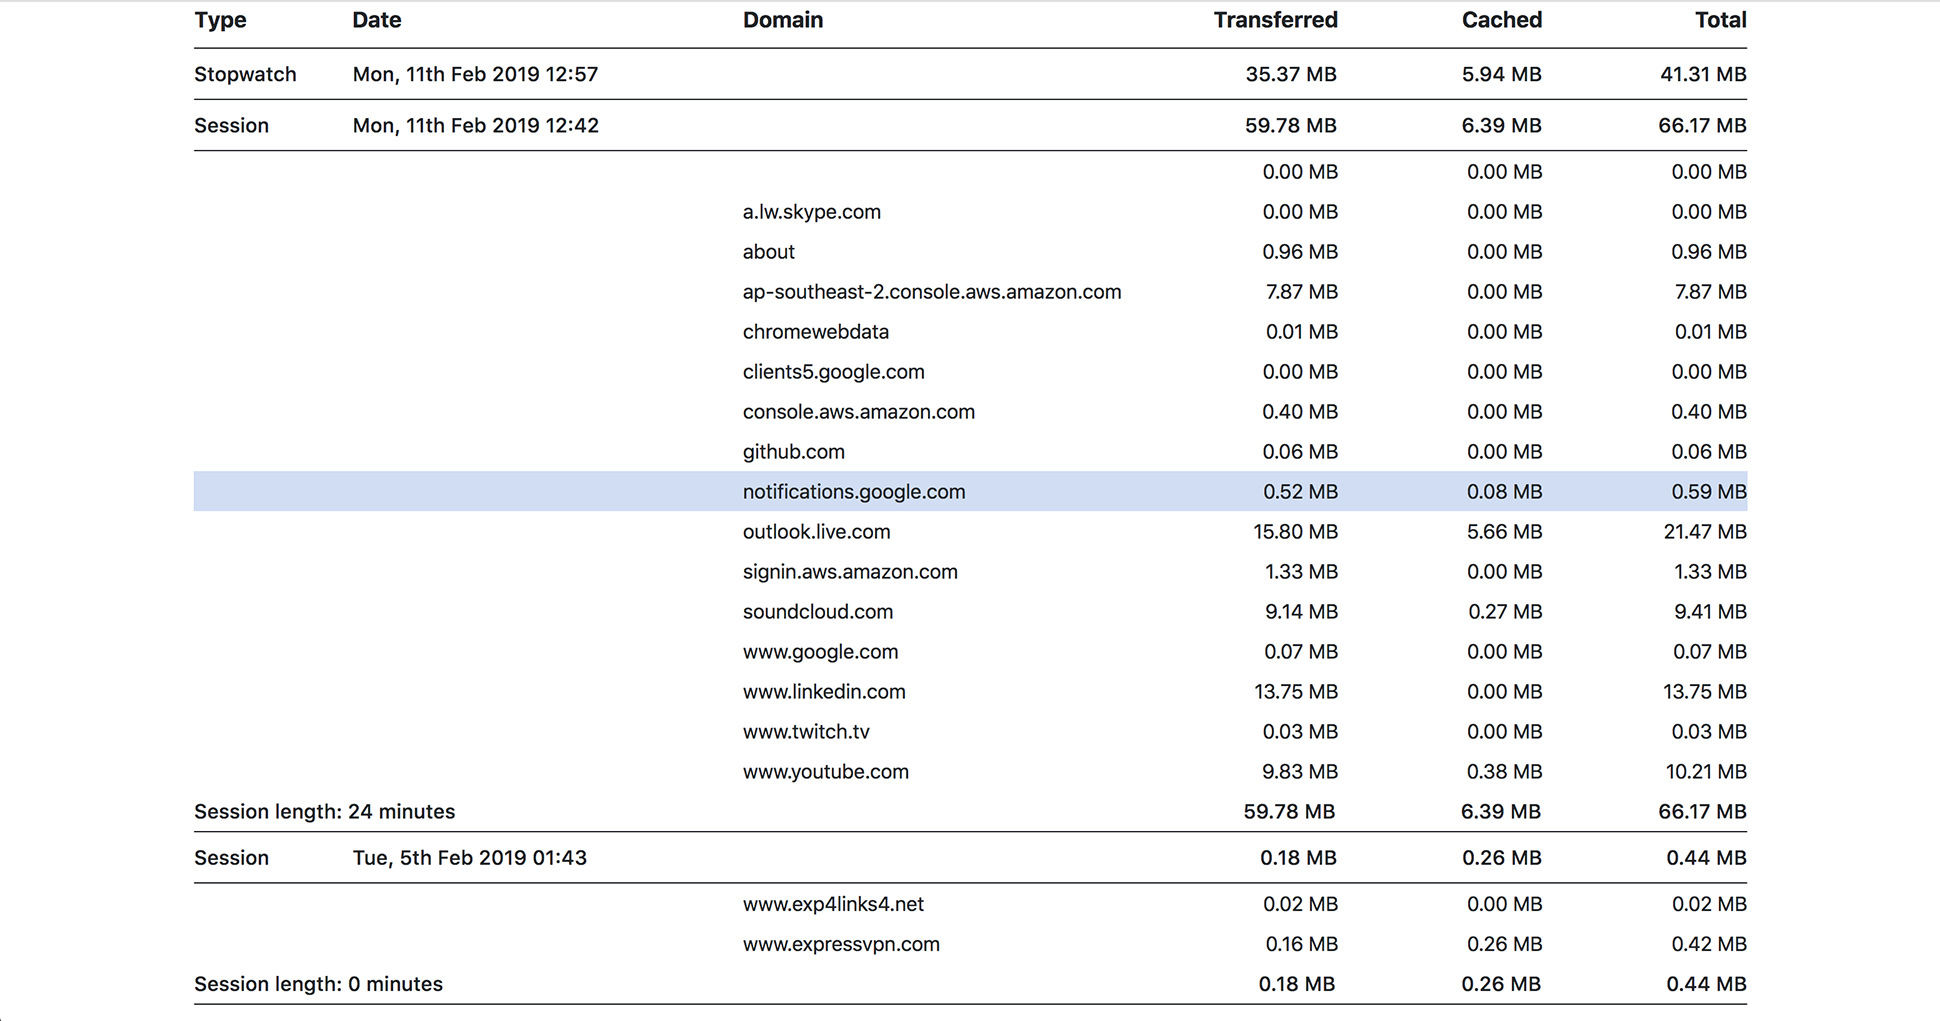 Type Date Domain Transferred Cached Total
Stopwatch Mon, 11th Feb 2019 12:57 35.37 MB 5.94 MB 41.31 MB
Session Mon, 11th Feb 2019 12:42 59.78 MB 6.39 MB 66.17 MB
0.00 MB 0.00 MB 0.00 MB
a.lw.skype.com 0.00 MB 0.00 MB 0.00 MB
about 0.96 MB 0.00 MB 0.96 MB
ap-southeast-2.console.aws.amazon.com 7.87 MB 0.00 MB 7.87 MB
chromewebdata 0.01 MB 0.00 MB 0.01 MB
clients5.google.com 0.00 MB 0.00 MB 0.00 MB
console.aws.amazon.com 0.40 MB 0.00 MB 0.40 MB
github.com 0.06 MB 0.00 MB 0.06 MB
notifications.google.com 0.52 MB 0.08 MB 0.59 MB
outlook.live.com 15.80 MB 5.66 MB 21.47 MB
signin.aws.amazon.com 1.33 MB 0.00 MB 1.33 MB
soundcloud.com 9.14 MB 0.27 MB 9.41 MB
www.google.com 0.07 MB 0.00 MB 0.07 MB
www.linkedin.com 13.75 MB 0.00 MB 13.75 MB
www.twitch.tv 0.03 MB 0.00 MB 0.03 MB
www.youtube.com 9.83 MB 0.38 MB 10.21 MB
Session length: 24 minutes 59.78 MB 6.39 MB 66.17 MB
Session Tue, 5th Feb 2019 01:43 0.18 MB 0.26 MB 0.44 MB
www.exp4links4.net 0.02 MB 0.00 MB 0.02 MB
www.expressvpn.com 0.16 MB 0.26 MB 0.42 MB
Session length: 0 minutes 0.18 MB 0.26 MB 0.44 MB